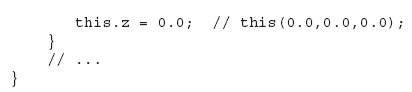 this.z = 0.0;  // this(0.0,0.0,0.0);
}
// ...
}